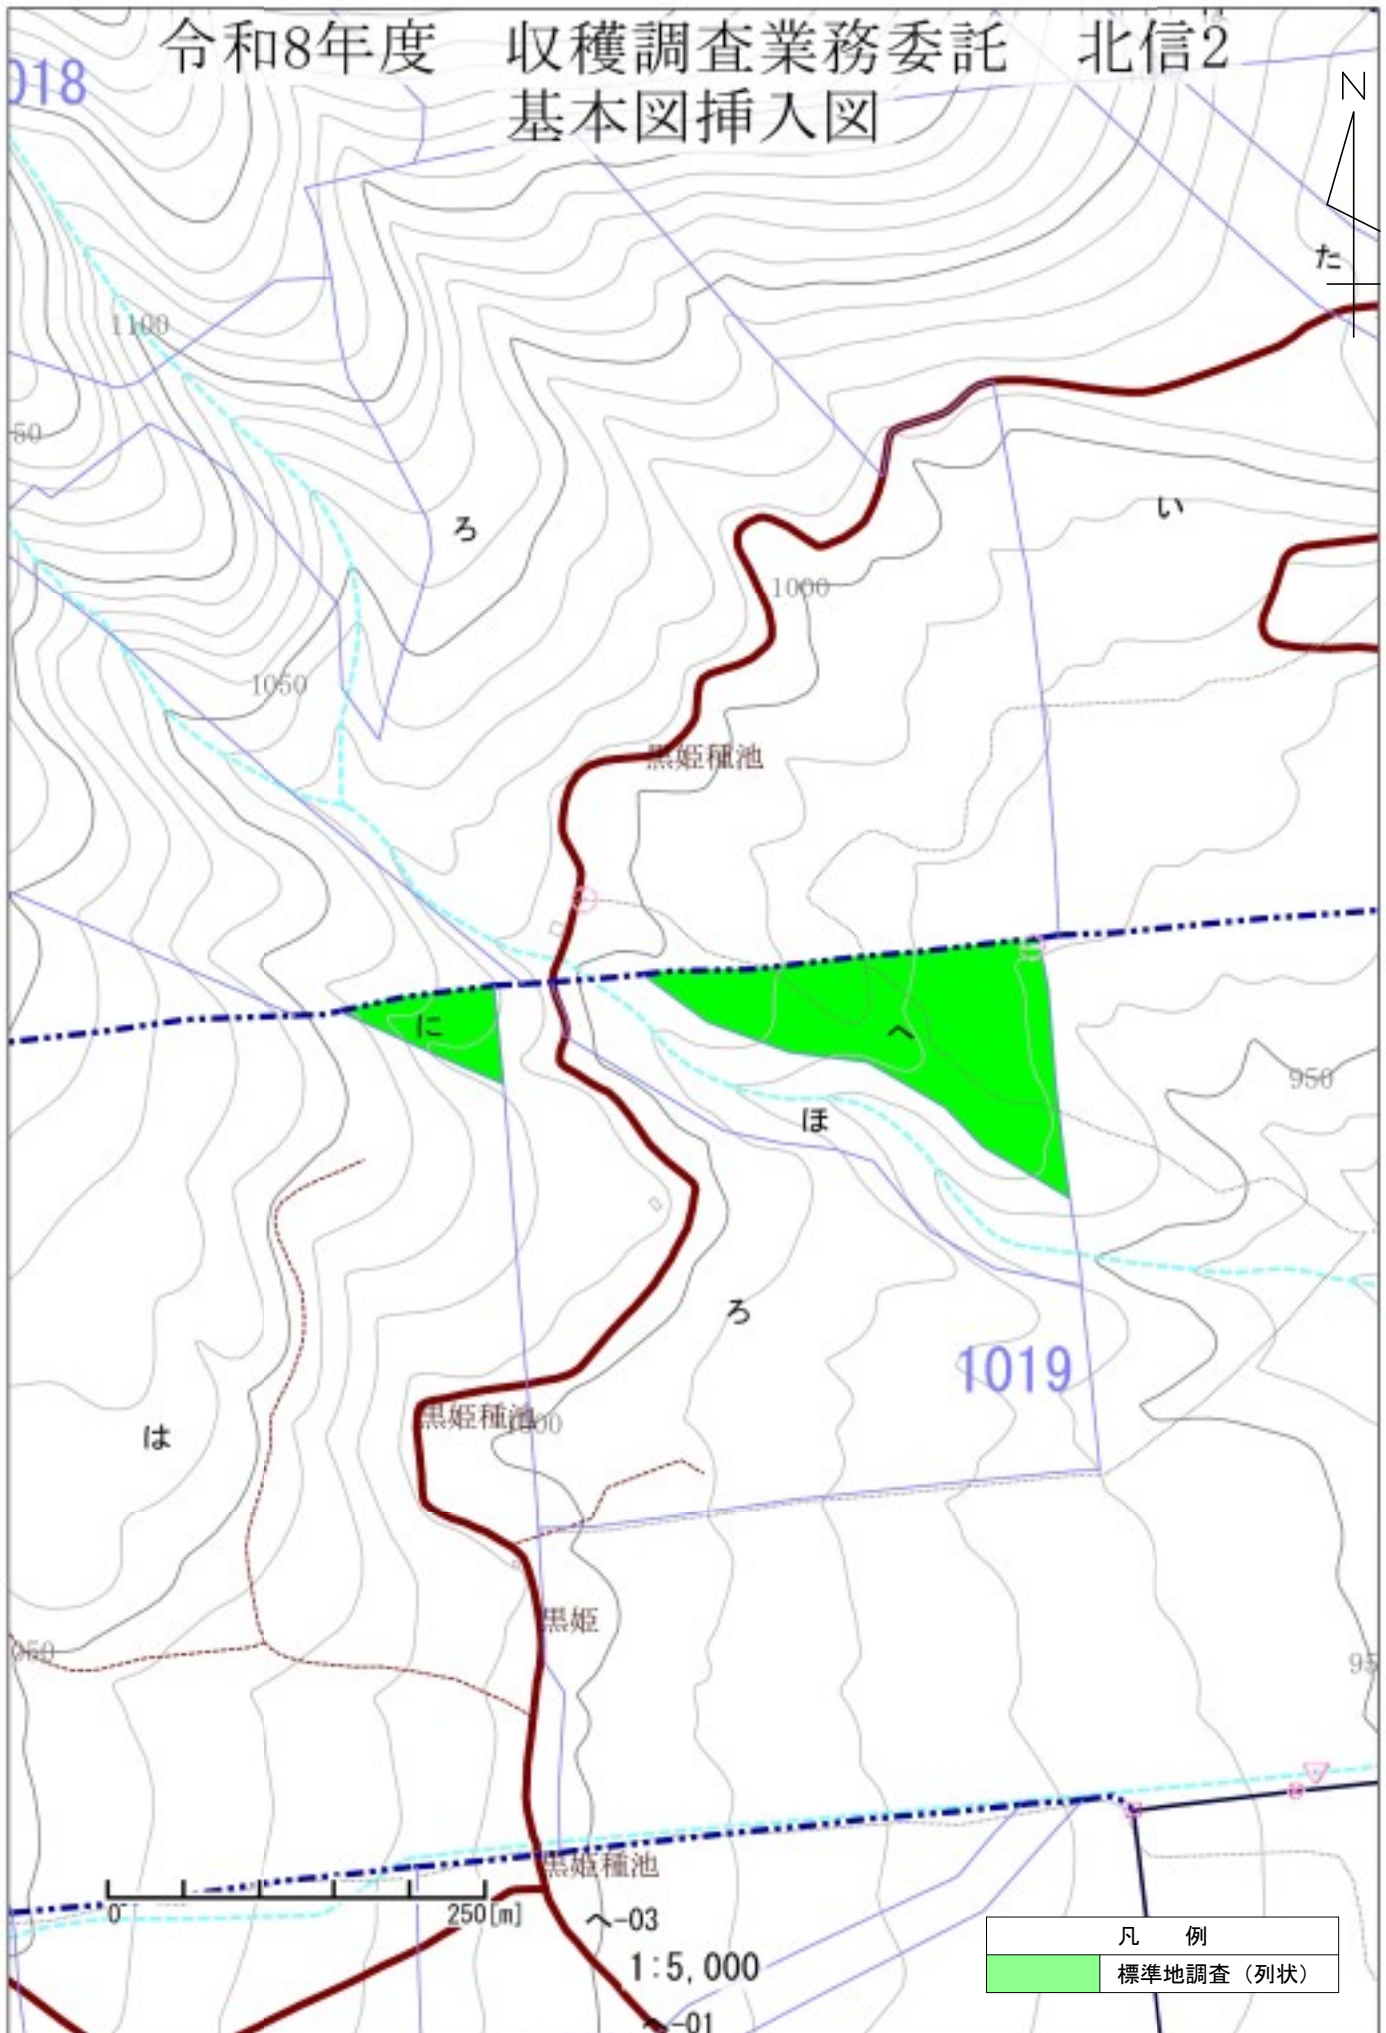 令和8年度　収穫調査業務委託　北信2
基本図挿入図
018
N
た
1100
50
ろ
い
1000
1050
黒姫種池
に
へ
950
ほ
ろ
1019
黒姫種池
は
黒姫
950
95
黒姫種池
0 250[m]
へ-03
1:5,000
凡　例
標準地調査（列状）
へ-01